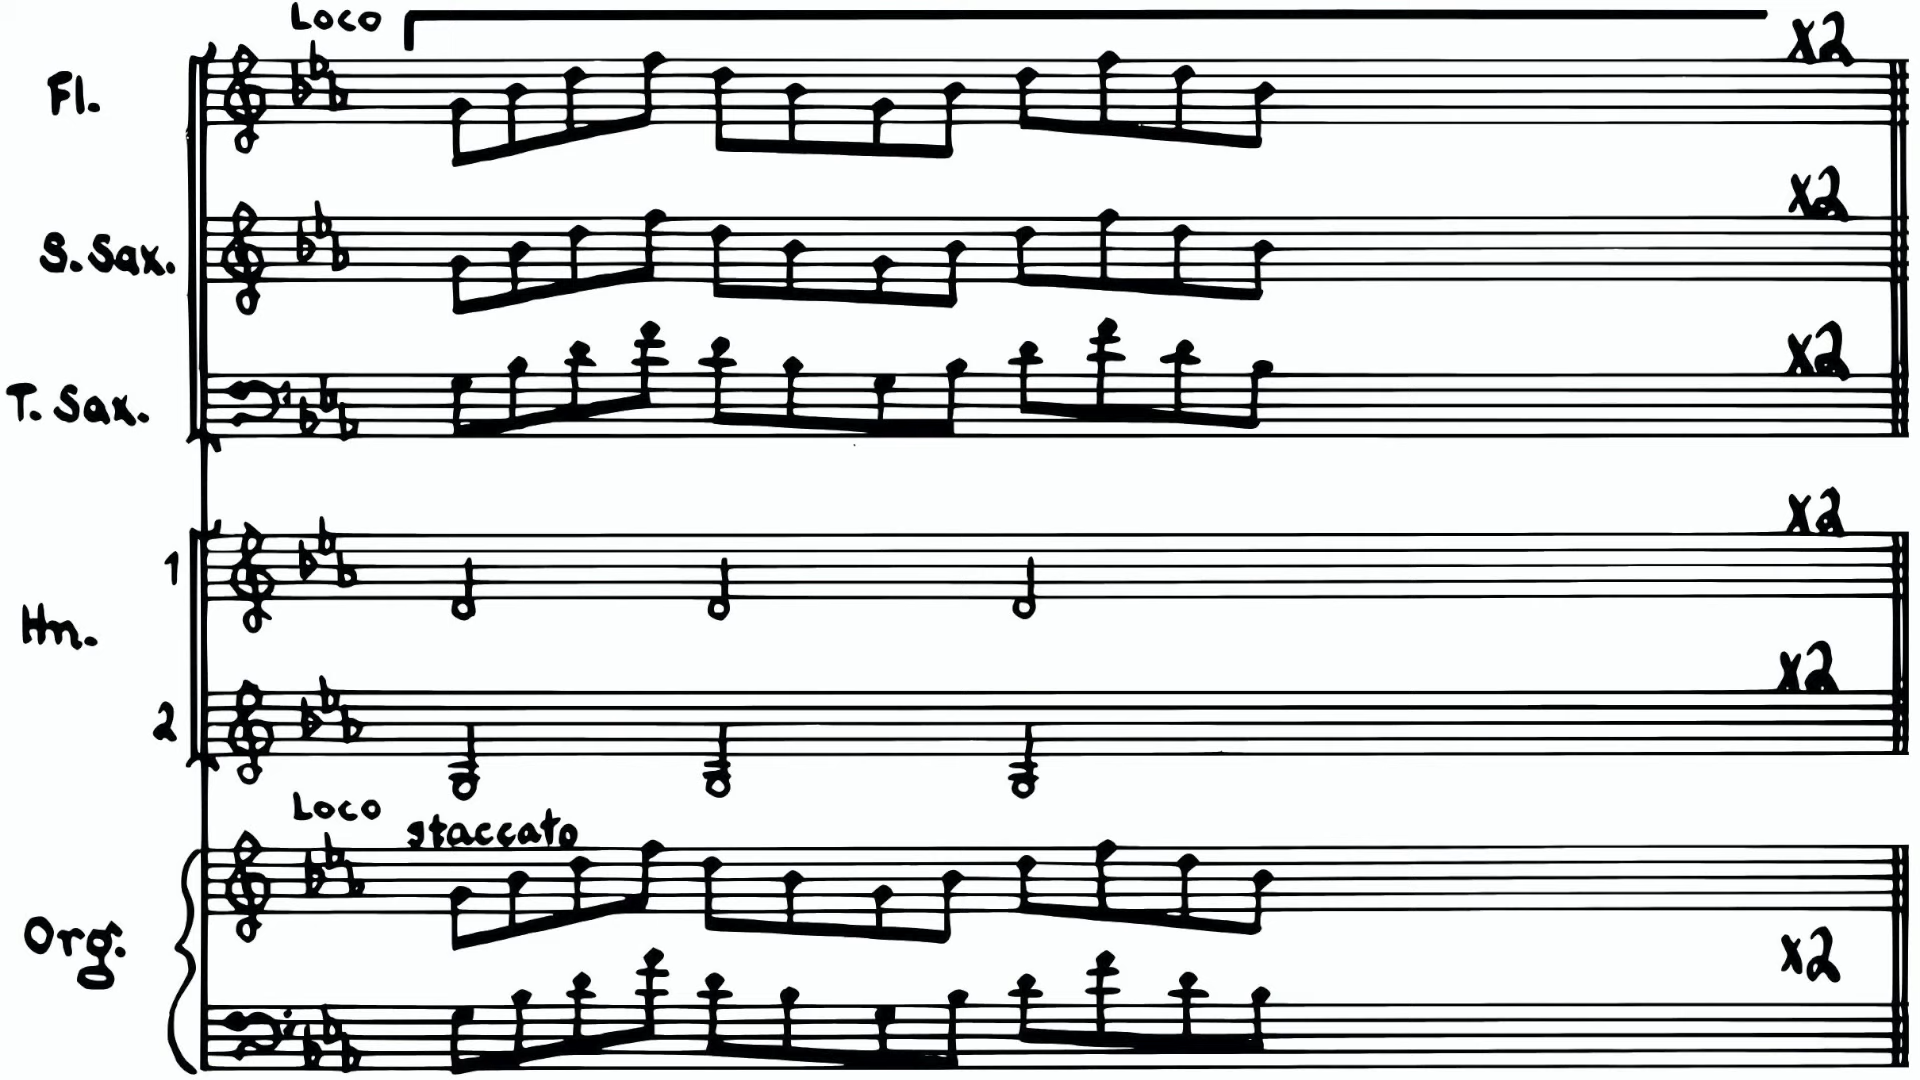 Loco
x2
Fl.
x2
S. Sax.
x2
T. Sax.
x2
1
Hn.
x2
2
Loco
staccato
Org.
x2